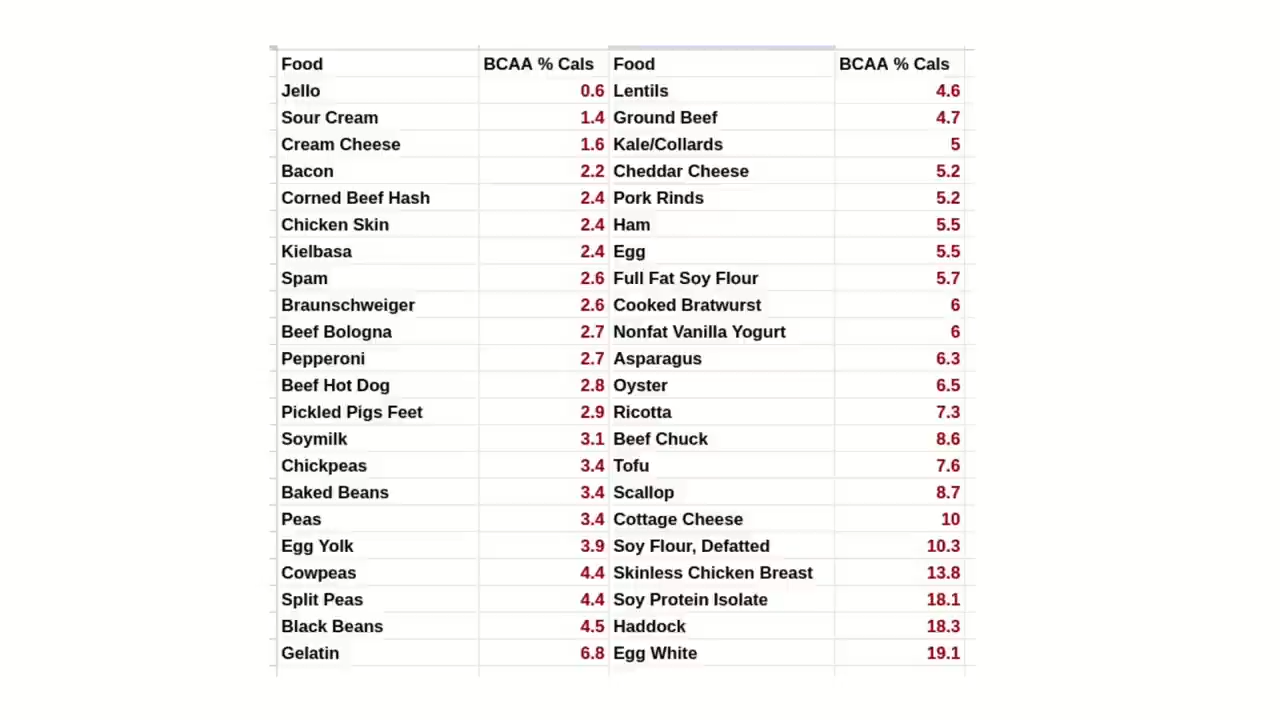 Food BCAA % Cals Food BCAA % Cals
Jello 0.6 Lentils 4.6
Sour Cream 1.4 Ground Beef 4.7
Cream Cheese 1.6 Kale/Collards 5
Bacon 2.2 Cheddar Cheese 5.2
Corned Beef Hash 2.4 Pork Rinds 5.2
Chicken Skin 2.4 Ham 5.5
Kielbasa 2.4 Egg 5.5
Spam 2.6 Full Fat Soy Flour 5.7
Braunschweiger 2.6 Cooked Bratwurst 6
Beef Bologna 2.7 Nonfat Vanilla Yogurt 6
Pepperoni 2.7 Asparagus 6.3
Beef Hot Dog 2.8 Oyster 6.5
Pickled Pigs Feet 2.9 Ricotta 7.3
Soymilk 3.1 Beef Chuck 8.6
Chickpeas 3.4 Tofu 7.6
Baked Beans 3.4 Scallop 8.7
Peas 3.4 Cottage Cheese 10
Egg Yolk 3.9 Soy Flour, Defatted 10.3
Cowpeas 4.4 Skinless Chicken Breast 13.8
Split Peas 4.4 Soy Protein Isolate 18.1
Black Beans 4.5 Haddock 18.3
Gelatin 6.8 Egg White 19.1